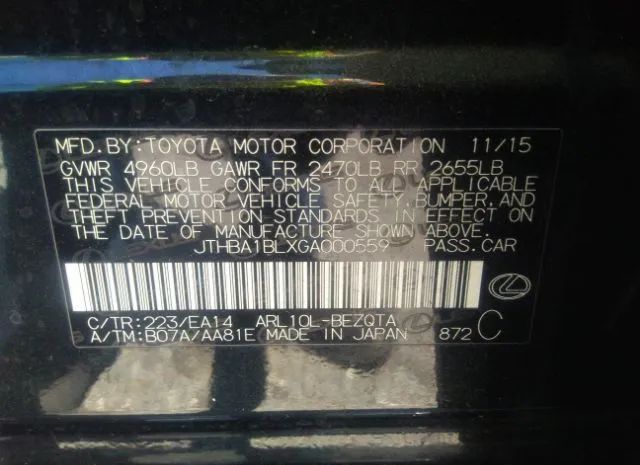 MFD.BY:TOYOTA MOTOR CORPORATION 11/15
GVWR 4960LB GAWR FR 2470LB RR 2655LB
THIS VEHICLE CONFORMS TO ALL APPLICABLE
FEDERAL MOTOR VEHICLE SAFETY,BUMPER,AND
THEFT PREVENTION STANDARDS IN EFFECT ON
THE DATE OF MANUFACTURE SHOWN ABOVE.
JTHBA1BLXGA000559 PASS.CAR
C/TR:223/EA14 ARL10L-BEZQTA
A/TM:B07A/AA81E MADE IN JAPAN 872 C